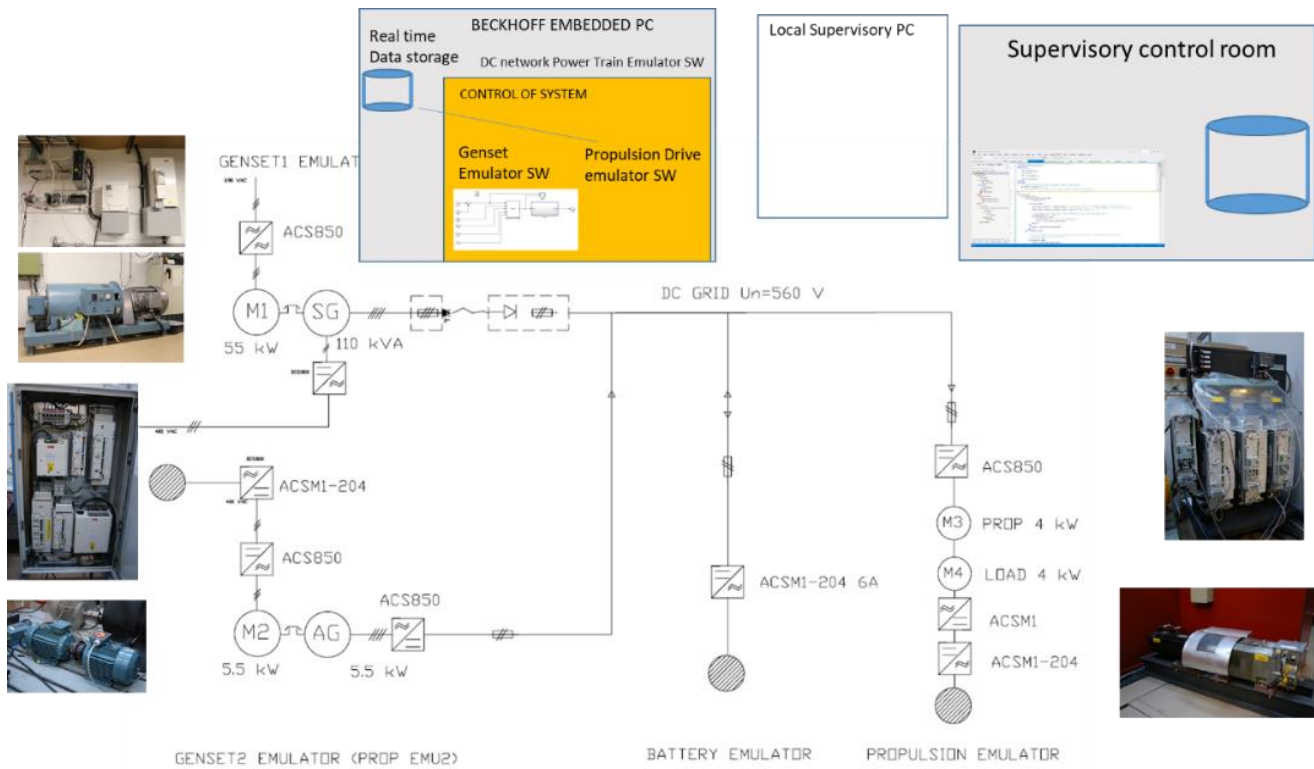 BECKHOFF EMBEDDED PC
Real time
Data storage
DC network Power Train Emulator SW
CONTROL OF SYSTEM
Genset
Emulator SW
Propulsion Drive
emulator SW
Local Supervisory PC
Supervisory control room
GENSET1 EMULAT
ACS850
M1
SG
55 kW
110 kVA
DC GRID Un=560 V
ACSM1-204
ACS850
M2
AG
ACS850
5.5 kW
5.5 kW
ACSM1-204 6A
ACS850
M3
PROP 4 kW
M4
LOAD 4 kW
ACSM1
ACSM1-204
GENSET2 EMULATOR (PROP EMU2)
BATTERY EMULATOR
PROPULSION EMULATOR